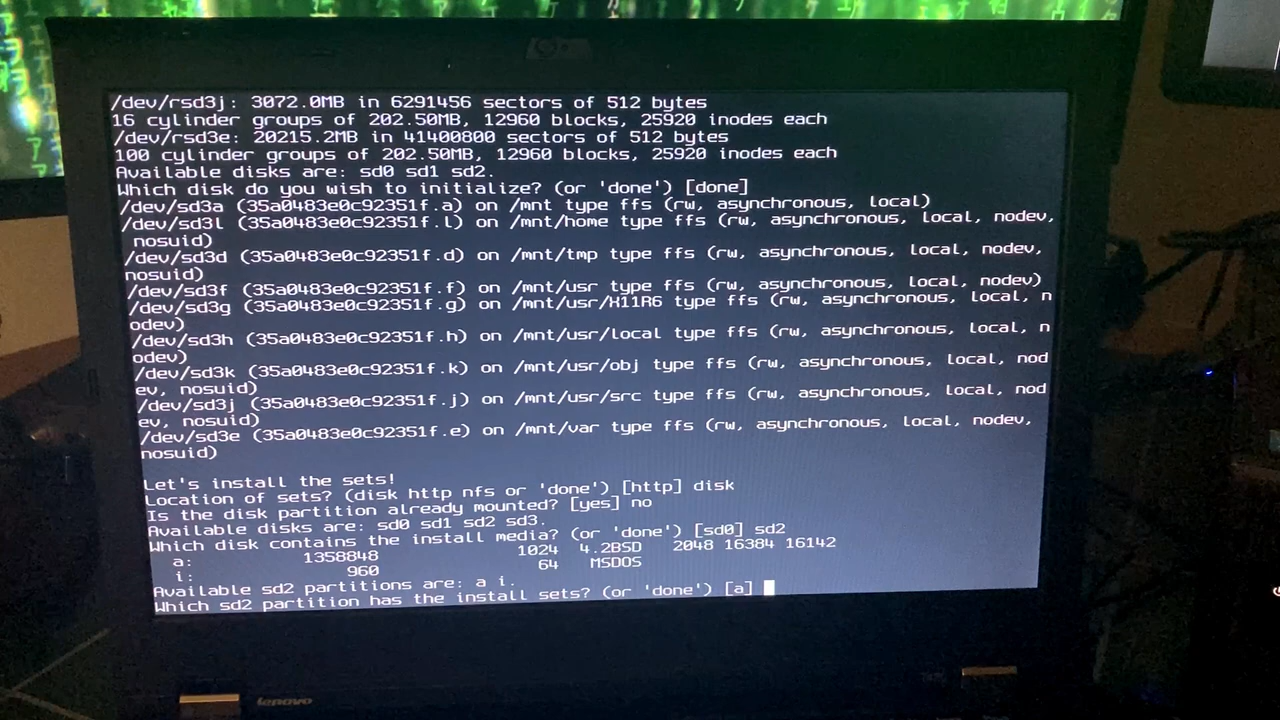 /dev/rsd3j: 3072.0MB in 6291456 sectors of 512 bytes
16 cylinder groups of 202.50MB, 12960 blocks, 25920 inodes each
/dev/rsd3e: 20215.2MB in 41400800 sectors of 512 bytes
100 cylinder groups of 202.50MB, 12960 blocks, 25920 inodes each
Available disks are: sd0 sd1 sd2.
Which disk do you wish to initialize? (or 'done') [done]
/dev/sd3a (35a0483e0c92351f.a) on /mnt type ffs (rw, asynchronous, local)
/dev/sd3l (35a0483e0c92351f.l) on /mnt/home type ffs (rw, asynchronous, local, nodev,
nosuid)
/dev/sd3d (35a0483e0c92351f.d) on /mnt/tmp type ffs (rw, asynchronous, local, nodev,
nosuid)
/dev/sd3f (35a0483e0c92351f.f) on /mnt/usr type ffs (rw, asynchronous, local, nodev)
/dev/sd3g (35a0483e0c92351f.g) on /mnt/usr/X11R6 type ffs (rw, asynchronous, local, n
odev)
/dev/sd3h (35a0483e0c92351f.h) on /mnt/usr/local type ffs (rw, asynchronous, local, n
odev)
/dev/sd3k (35a0483e0c92351f.k) on /mnt/usr/obj type ffs (rw, asynchronous, local, nod
ev, nosuid)
/dev/sd3j (35a0483e0c92351f.j) on /mnt/usr/src type ffs (rw, asynchronous, local, nod
ev, nosuid)
/dev/sd3e (35a0483e0c92351f.e) on /mnt/var type ffs (rw, asynchronous, local, nodev,
nosuid)
Let's install the sets!
Location of sets? (disk http nfs or 'done') [http] disk
Is the disk partition already mounted? [yes] no
Available disks are: sd0 sd1 sd2 sd3.
Which disk contains the install media? (or 'done') [sd0] sd2
a: 1358848 1024 4.2BSD 2048 16384 16142
i: 960 64 MSDOS
Available sd2 partitions are: a i.
Which sd2 partition has the install sets? (or 'done') [a]
lenovo